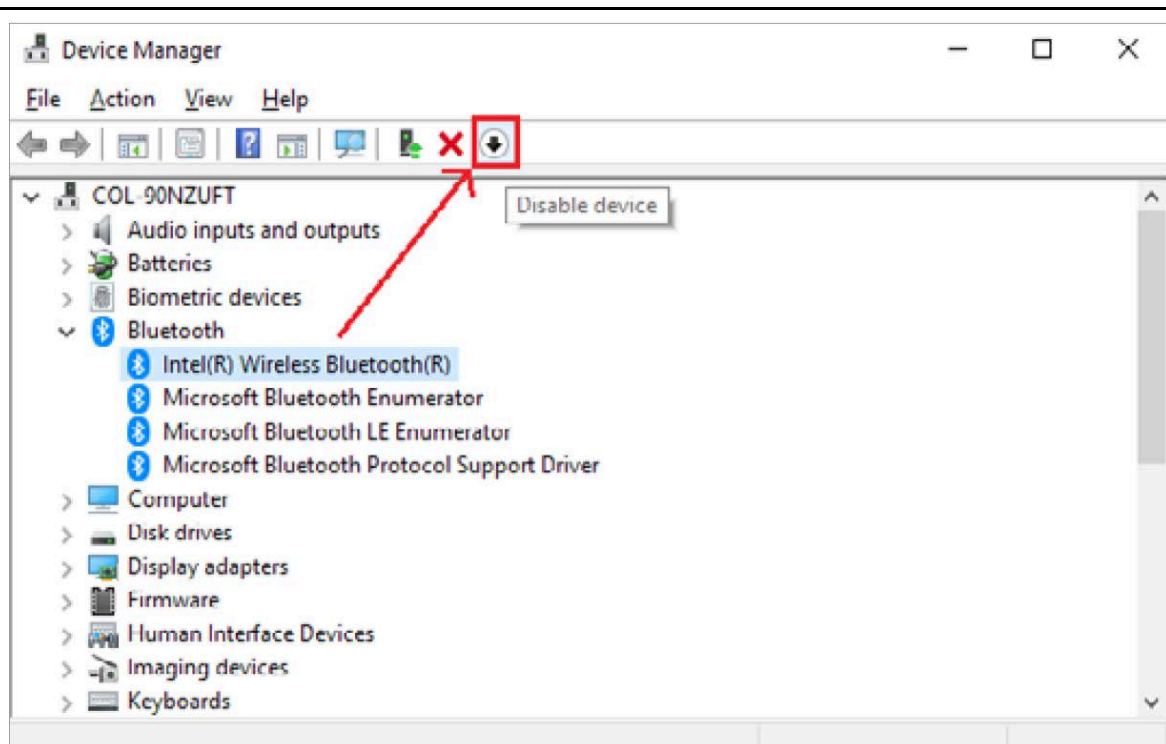 Device Manager
File Action View Help
Disable device
COL-90NZUFT
Audio inputs and outputs
Batteries
Biometric devices
Bluetooth
Intel(R) Wireless Bluetooth(R)
Microsoft Bluetooth Enumerator
Microsoft Bluetooth LE Enumerator
Microsoft Bluetooth Protocol Support Driver
Computer
Disk drives
Display adapters
Firmware
Human Interface Devices
Imaging devices
Keyboards